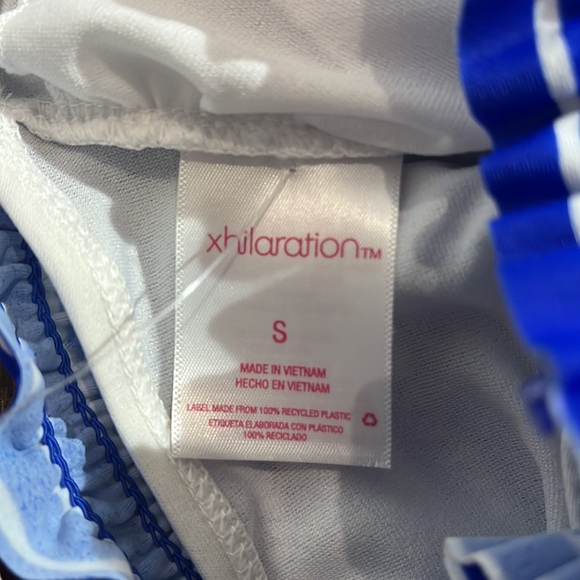 xhilaration™
S
MADE IN VIETNAM
HECHO EN VIETNAM
LABEL MADE FROM 100% RECYCLED PLASTIC
ETIQUETA ELABORADA CON PLÁSTICO
100% RECICLADO